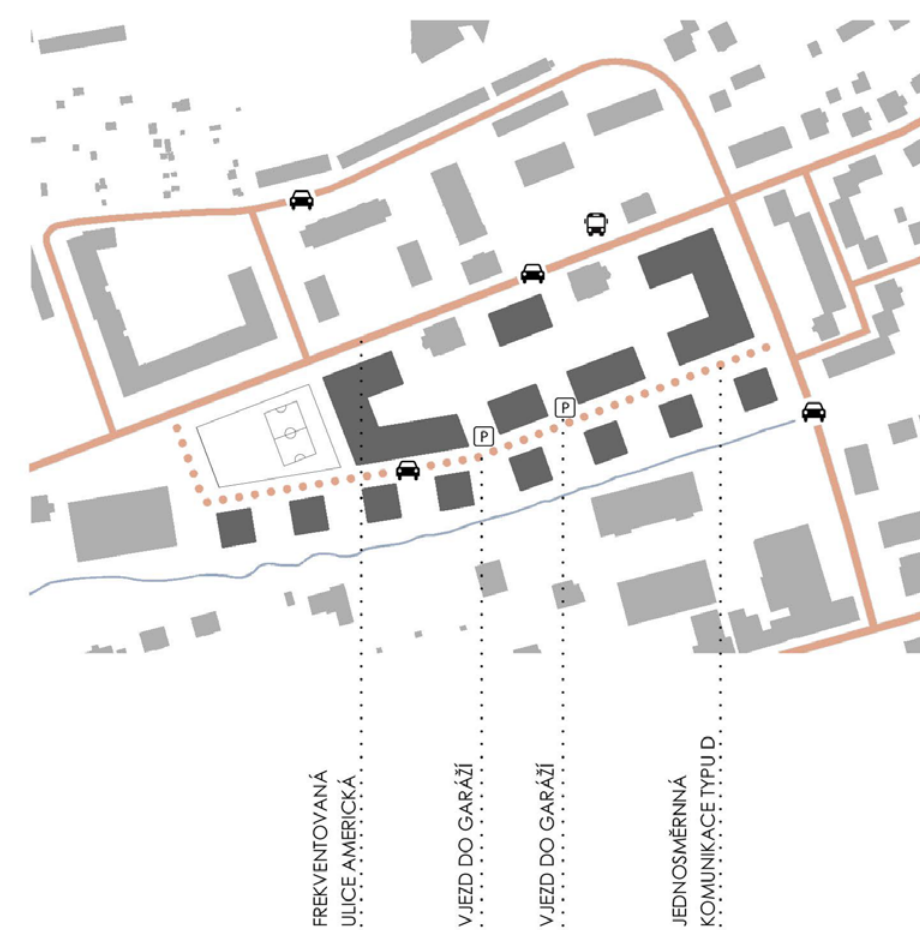 P
P
FREKVENTOVANÁ
ULICE AMERICKÁ
VJEZD DO GARÁŽÍ
VJEZD DO GARÁŽÍ
JEDNOSMĚRNNÁ
KOMUNIKACE TYPU D